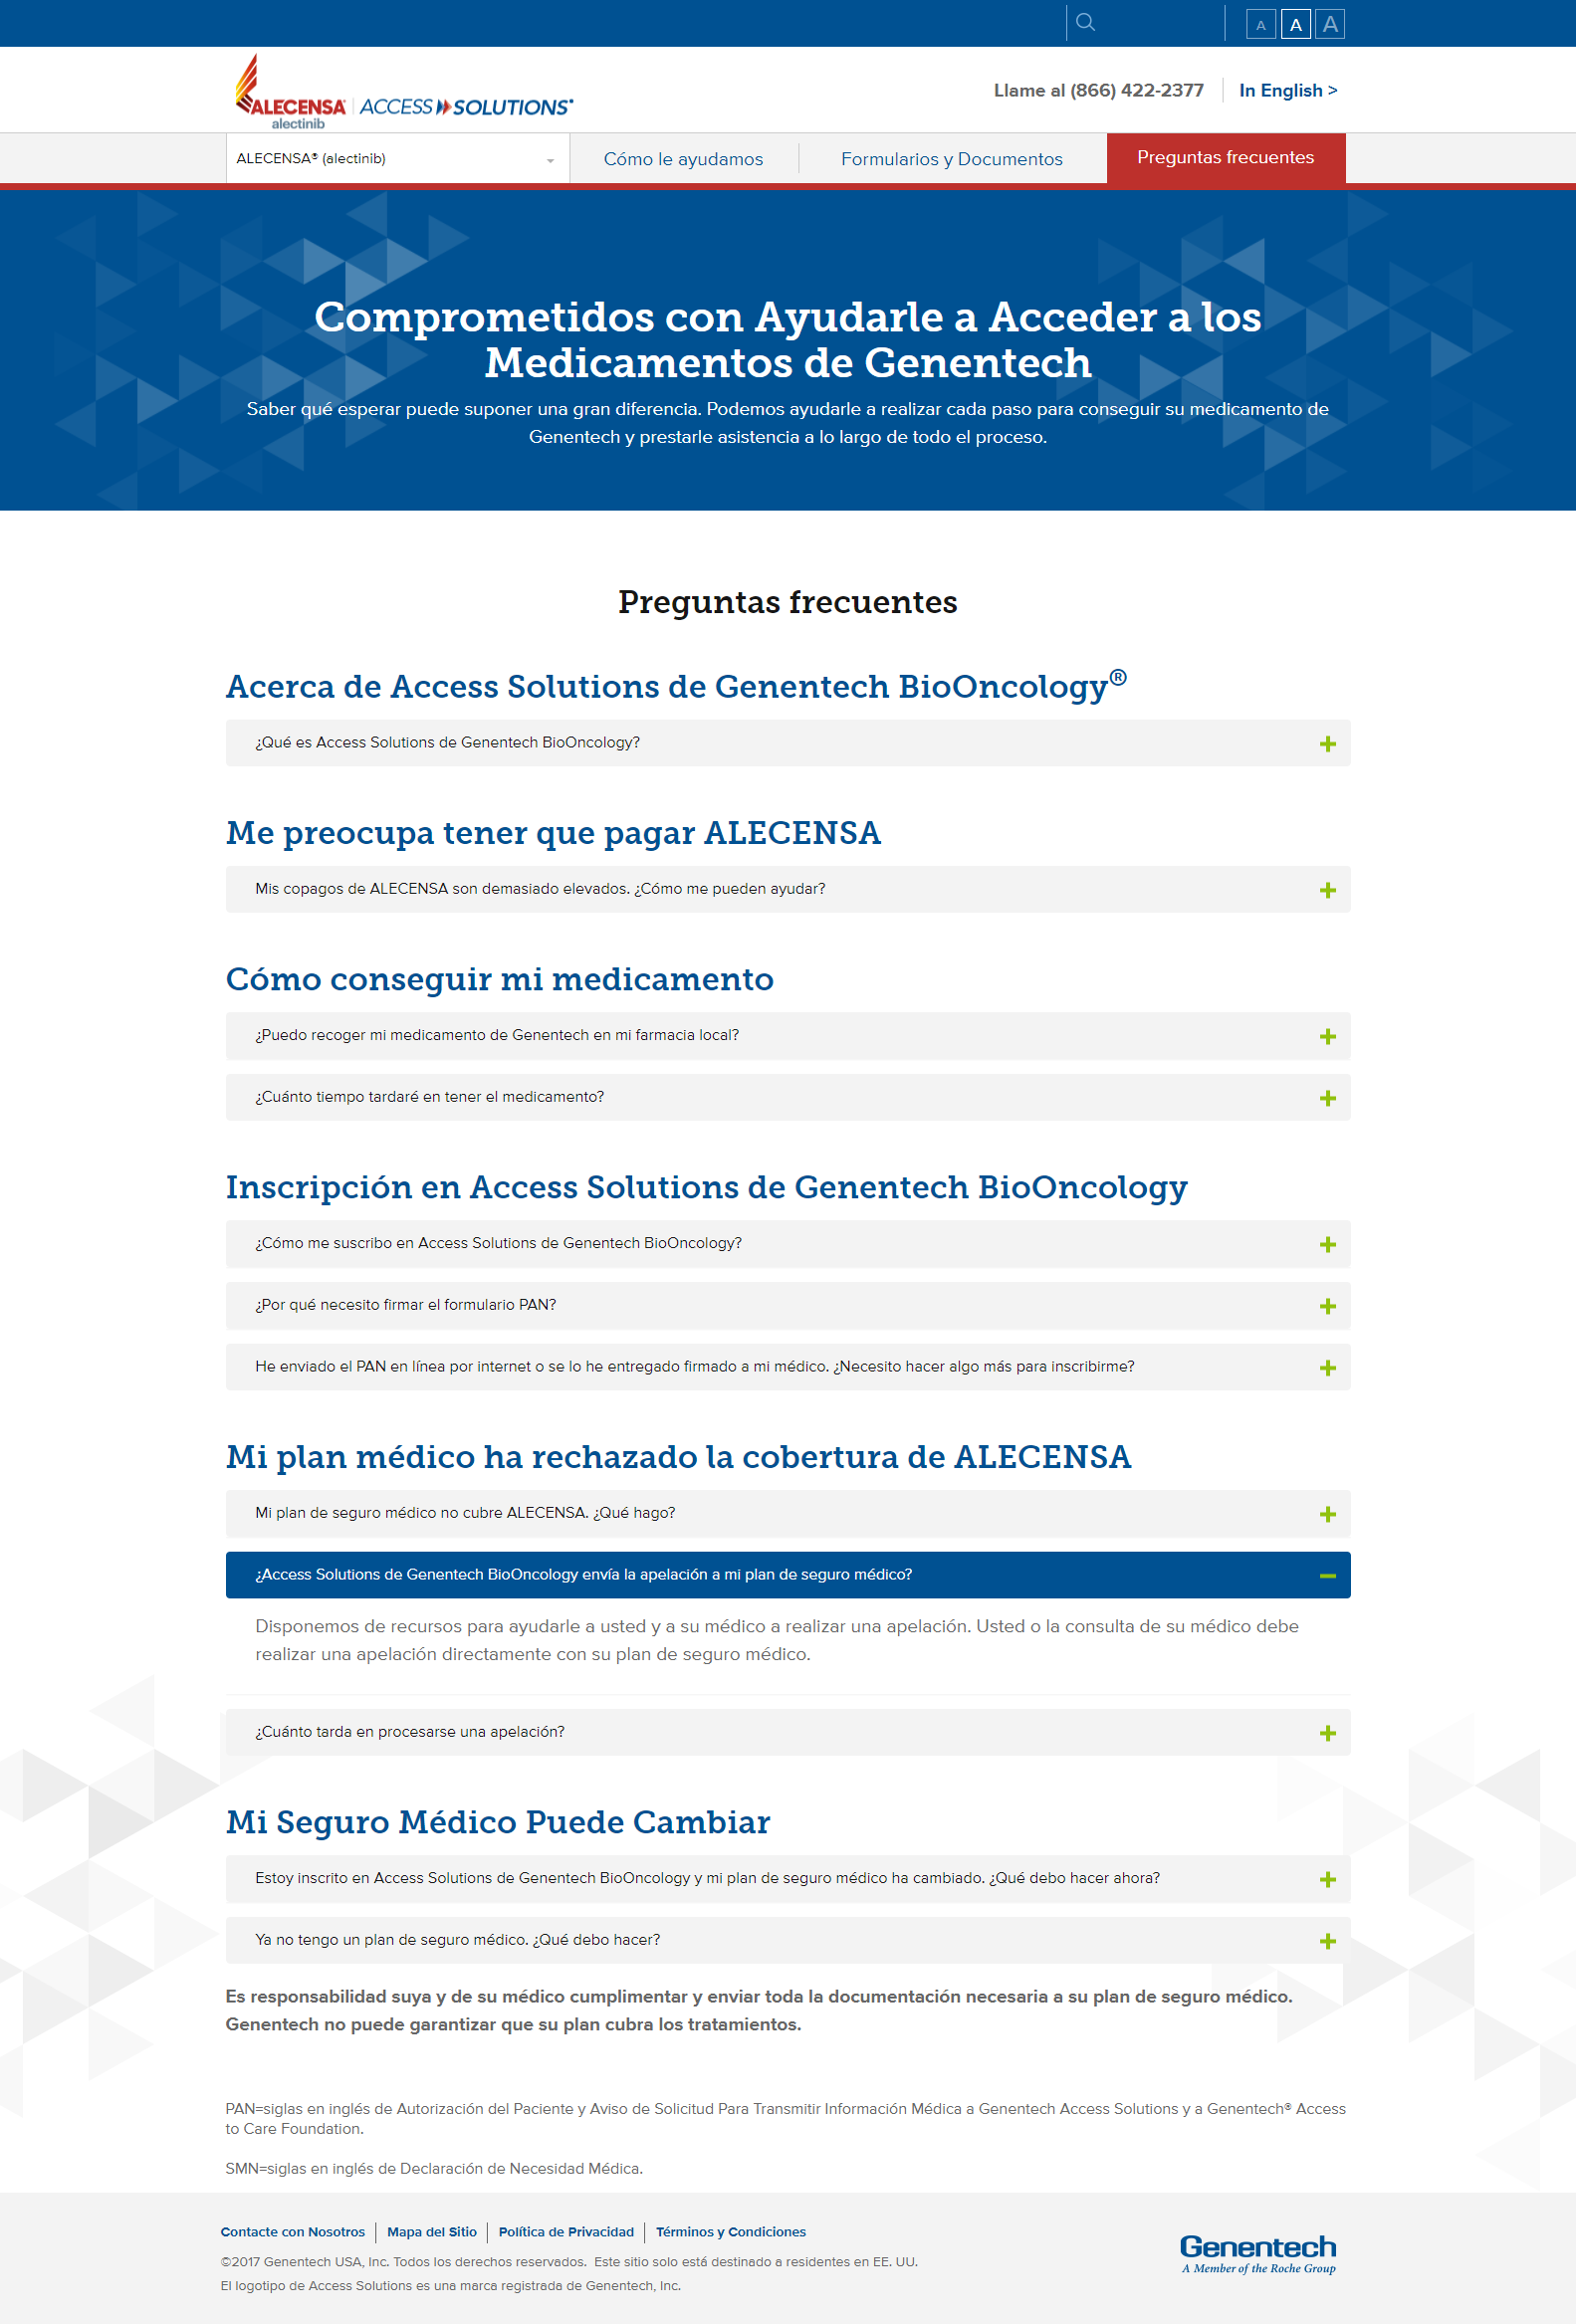 A A A
ALECENSA®
alectinib
ACCESS SOLUTIONS®
Llame al (866) 422-2377
In English >
ALECENSA® (alectinib)
Cómo le ayudamos
Formularios y Documentos
Preguntas frecuentes
Comprometidos con Ayudarle a Acceder a los
Medicamentos de Genentech
Saber qué esperar puede suponer una gran diferencia. Podemos ayudarle a realizar cada paso para conseguir su medicamento de
Genentech y prestarle asistencia a lo largo de todo el proceso.
Preguntas frecuentes
Acerca de Access Solutions de Genentech BioOncology®
¿Qué es Access Solutions de Genentech BioOncology?
Me preocupa tener que pagar ALECENSA
Mis copagos de ALECENSA son demasiado elevados. ¿Cómo me pueden ayudar?
Cómo conseguir mi medicamento
¿Puedo recoger mi medicamento de Genentech en mi farmacia local?
¿Cuánto tiempo tardaré en tener el medicamento?
Inscripción en Access Solutions de Genentech BioOncology
¿Cómo me suscribo en Access Solutions de Genentech BioOncology?
¿Por qué necesito firmar el formulario PAN?
He enviado el PAN en línea por internet o se lo he entregado firmado a mi médico. ¿Necesito hacer algo más para inscribirme?
Mi plan médico ha rechazado la cobertura de ALECENSA
Mi plan de seguro médico no cubre ALECENSA. ¿Qué hago?
¿Access Solutions de Genentech BioOncology envía la apelación a mi plan de seguro médico?
Disponemos de recursos para ayudarle a usted y a su médico a realizar una apelación. Usted o la consulta de su médico debe
realizar una apelación directamente con su plan de seguro médico.
¿Cuánto tarda en procesarse una apelación?
Mi Seguro Médico Puede Cambiar
Estoy inscrito en Access Solutions de Genentech BioOncology y mi plan de seguro médico ha cambiado. ¿Qué debo hacer ahora?
Ya no tengo un plan de seguro médico. ¿Qué debo hacer?
Es responsabilidad suya y de su médico cumplimentar y enviar toda la documentación necesaria a su plan de seguro médico.
Genentech no puede garantizar que su plan cubra los tratamientos.
PAN=siglas en inglés de Autorización del Paciente y Aviso de Solicitud Para Transmitir Información Médica a Genentech Access Solutions y a Genentech® Access
to Care Foundation.
SMN=siglas en inglés de Declaración de Necesidad Médica.
Contacte con Nosotros | Mapa del Sitio | Política de Privacidad | Términos y Condiciones
©2017 Genentech USA, Inc. Todos los derechos reservados. Este sitio solo está destinado a residentes en EE. UU.
El logotipo de Access Solutions es una marca registrada de Genentech, Inc.
Genentech
A Member of the Roche Group